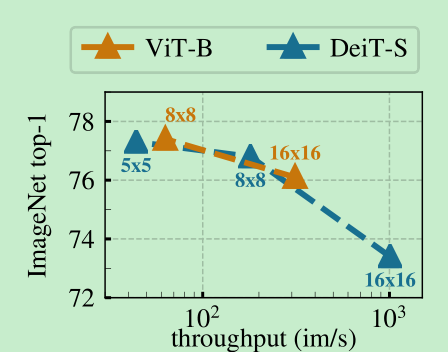 ViT-B DeiT-S
ImageNet top-1
78
76
74
72
8x8
5x5
16x16
8x8
16x16
10² 10³
throughput (im/s)